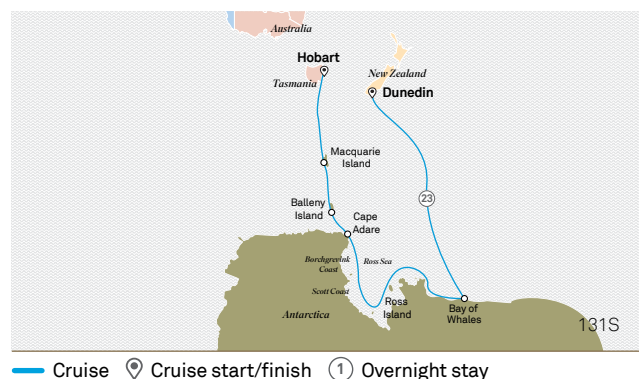 Australia
Hobart
Tasmania
New Zealand
Dunedin
Macquarie
Island
23
Balleny
Island
Cape
Adare
Borchgrevink
Coast
Ross Sea
Scott Coast
Antarctica
Ross
Island
Bay of
Whales
131S
Cruise
Cruise start/finish
1
Overnight stay